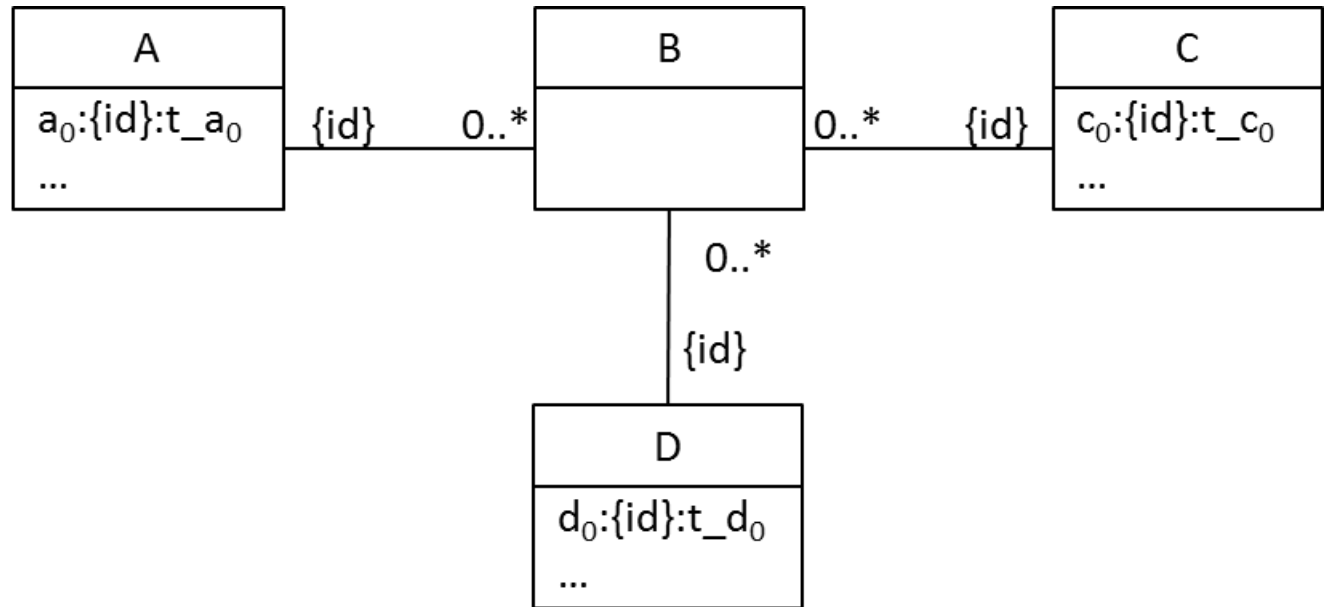 A
a₀:{id}:t_a₀
...
{id}
0..*
B
0..*
{id}
C
c₀:{id}:t_c₀
...
0..*
{id}
D
d₀:{id}:t_d₀
...